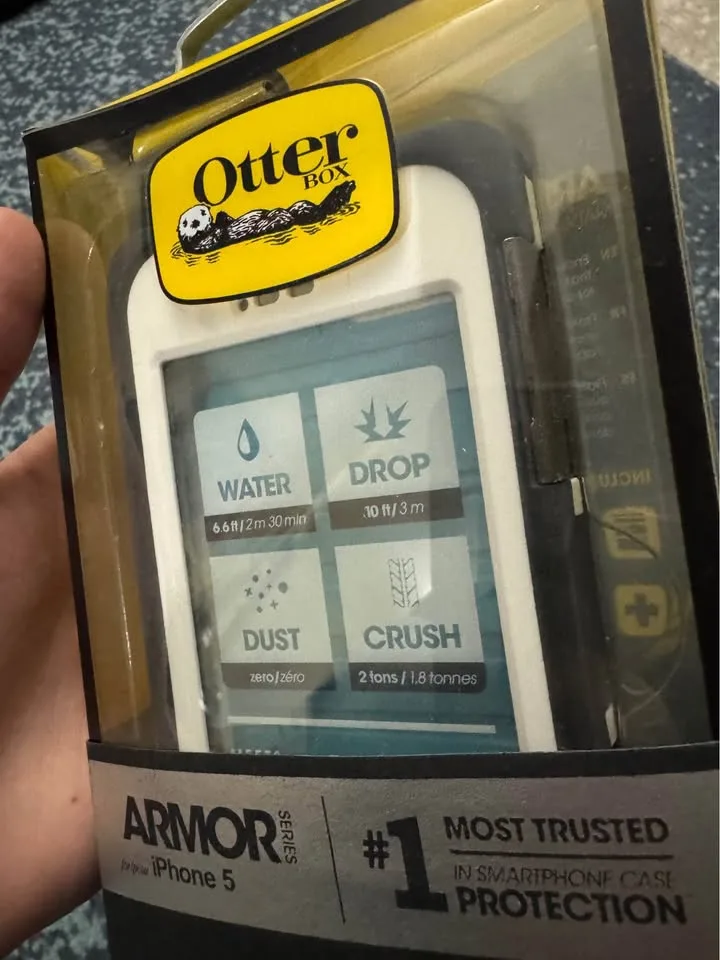 Otter
BOX
WATER
6.6 ft / 2 m 30 min
DROP
10 ft / 3 m
DUST
zero / zéro
CRUSH
2 tons / 1,8 tonnes
ARMOR
SERIES
iPhone 5
#1
MOST TRUSTED
IN SMARTPHONE CASE
PROTECTION